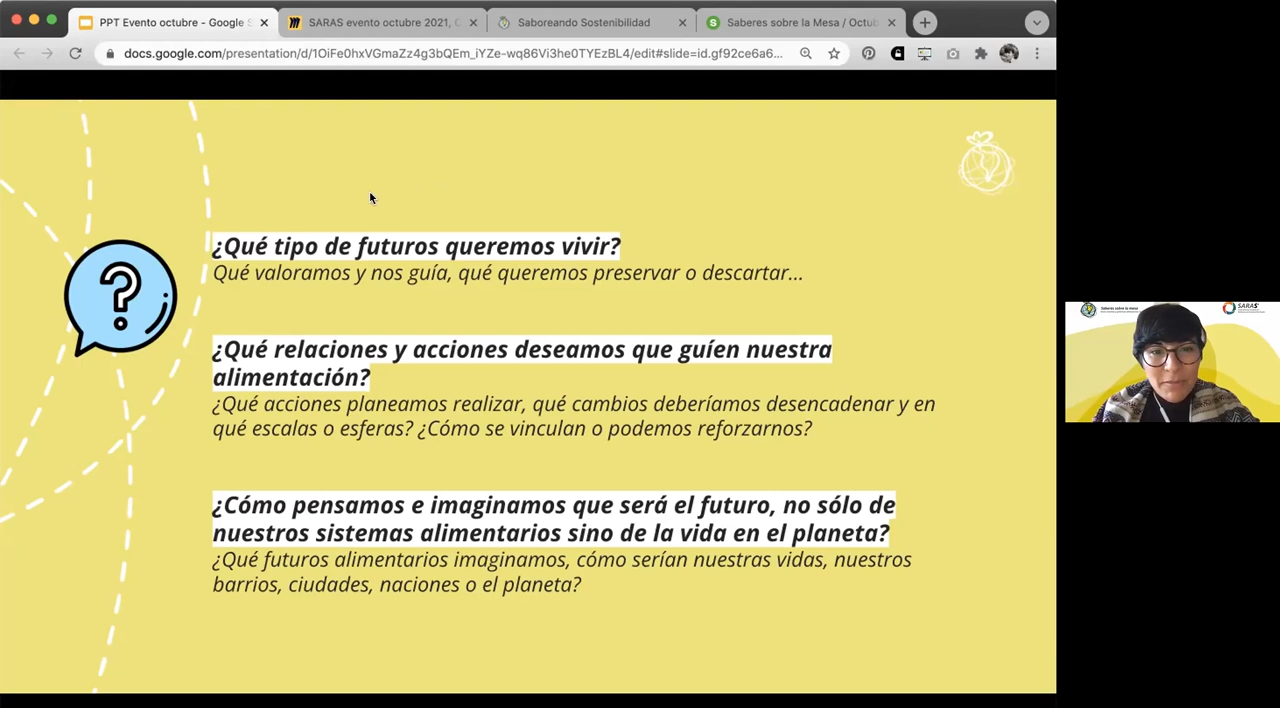 PPT Evento octubre - Google S
SARAS evento octubre 2021, C
Saboreando Sostenibilidad
Saberes sobre la Mesa / Octub
docs.google.com/presentation/d/1OiFe0hxVGmaZz4g3bQEm_iYZe-wq86Vi3he0TYEzBL4/edit#slide=id.gf92ce6a6...
¿Qué tipo de futuros queremos vivir?
Qué valoramos y nos guía, qué queremos preservar o descartar...
¿Qué relaciones y acciones deseamos que guíen nuestra
alimentación?
¿Qué acciones planeamos realizar, qué cambios deberíamos desencadenar y en
qué escalas o esferas? ¿Cómo se vinculan o podemos reforzarnos?
¿Cómo pensamos e imaginamos que será el futuro, no sólo de
nuestros sistemas alimentarios sino de la vida en el planeta?
¿Qué futuros alimentarios imaginamos, cómo serían nuestras vidas, nuestros
barrios, ciudades, naciones o el planeta?
Saberes sobre la mesa
SARAS